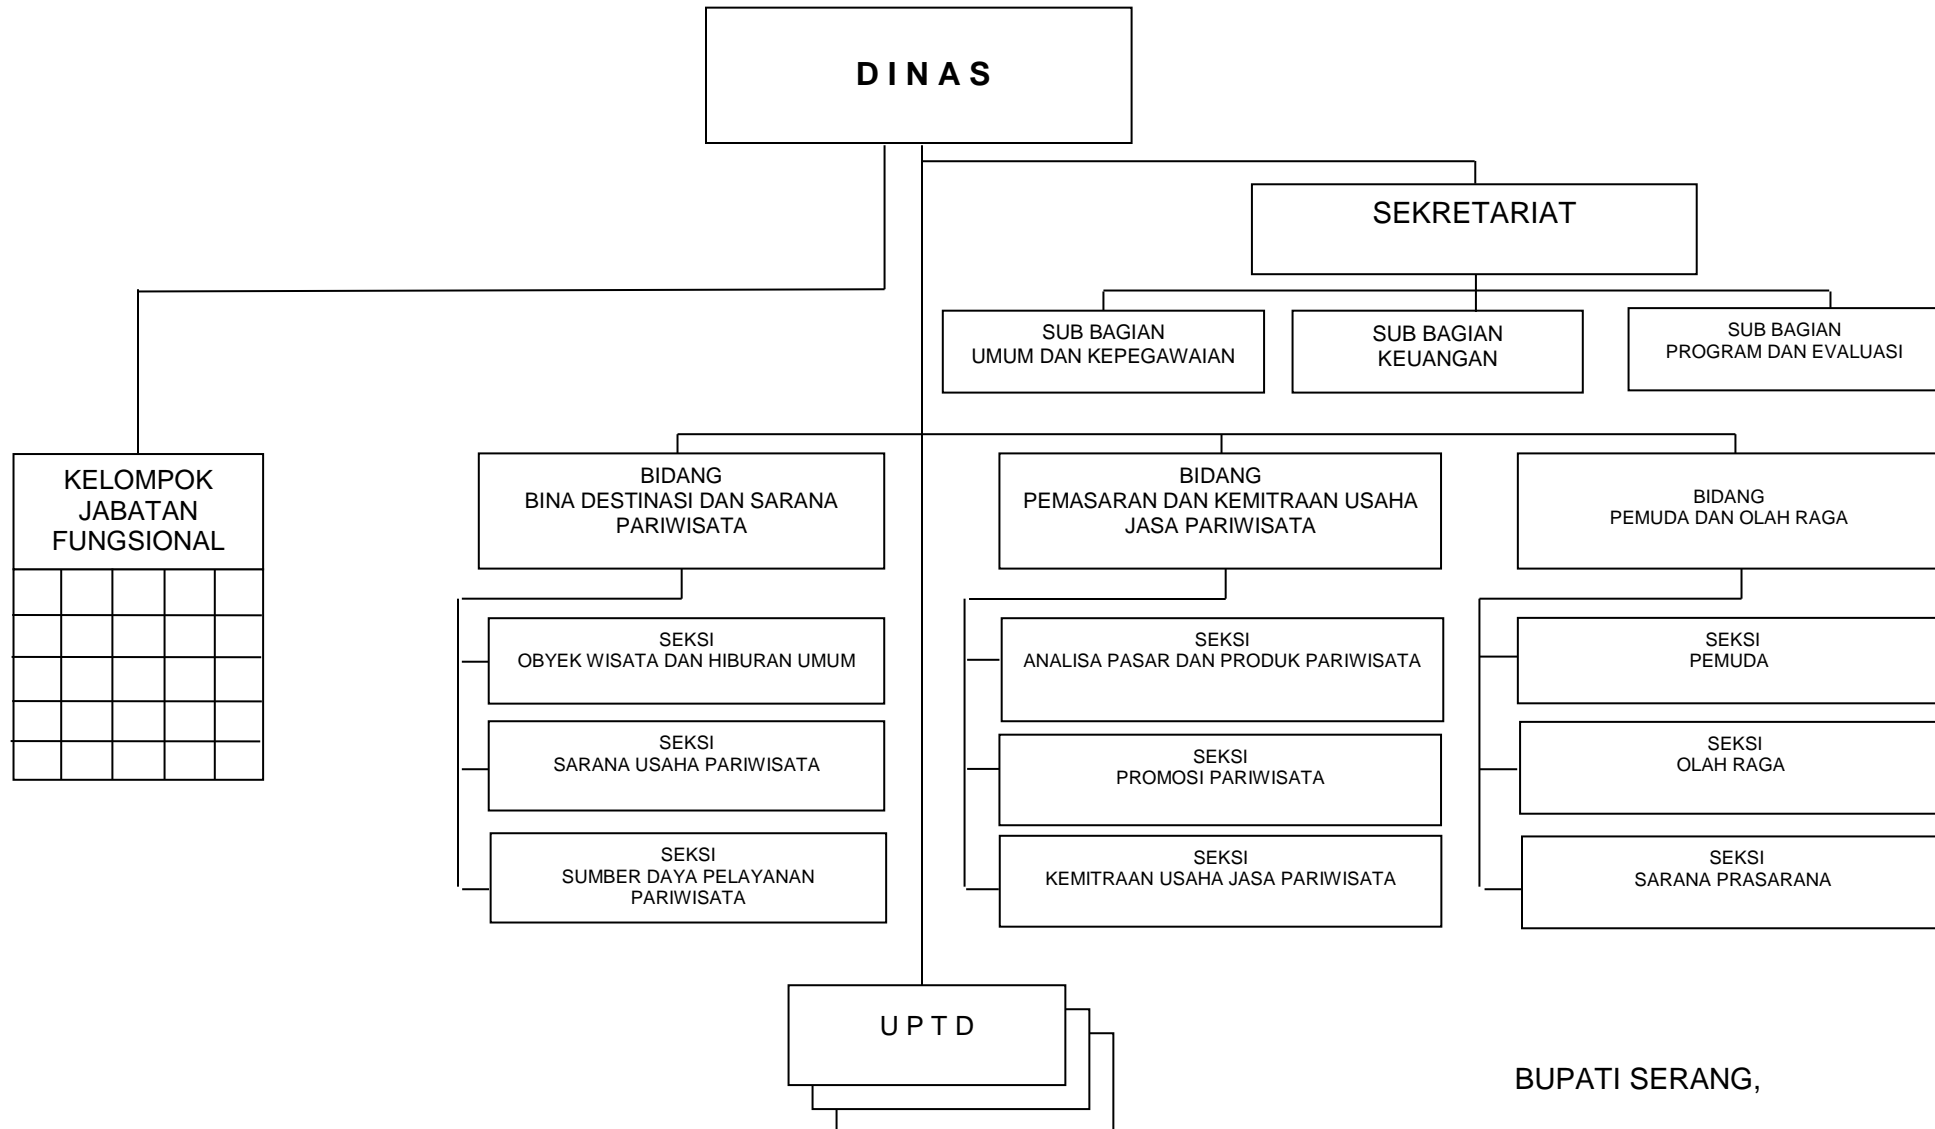 D I N A S
SEKRETARIAT
SUB BAGIAN
UMUM DAN KEPEGAWAIAN
SUB BAGIAN
KEUANGAN
SUB BAGIAN
PROGRAM DAN EVALUASI
KELOMPOK
JABATAN
FUNGSIONAL
BIDANG
BINA DESTINASI DAN SARANA
PARIWISATA
BIDANG
PEMASARAN DAN KEMITRAAN USAHA
JASA PARIWISATA
BIDANG
PEMUDA DAN OLAH RAGA
SEKSI
OBYEK WISATA DAN HIBURAN UMUM
SEKSI
SARANA USAHA PARIWISATA
SEKSI
SUMBER DAYA PELAYANAN
PARIWISATA
SEKSI
ANALISA PASAR DAN PRODUK PARIWISATA
SEKSI
PROMOSI PARIWISATA
SEKSI
KEMITRAAN USAHA JASA PARIWISATA
SEKSI
PEMUDA
SEKSI
OLAH RAGA
SEKSI
SARANA PRASARANA
U P T D
BUPATI SERANG,